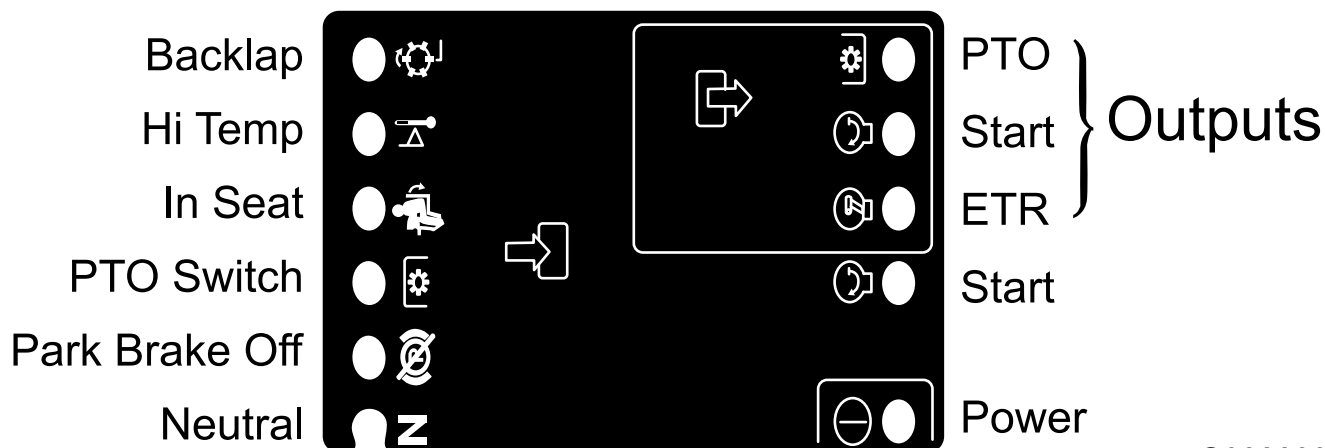 Backlap
Hi Temp
In Seat
PTO Switch
Park Brake Off
Neutral
N
PTO
Start
ETR
Outputs
Start
Power